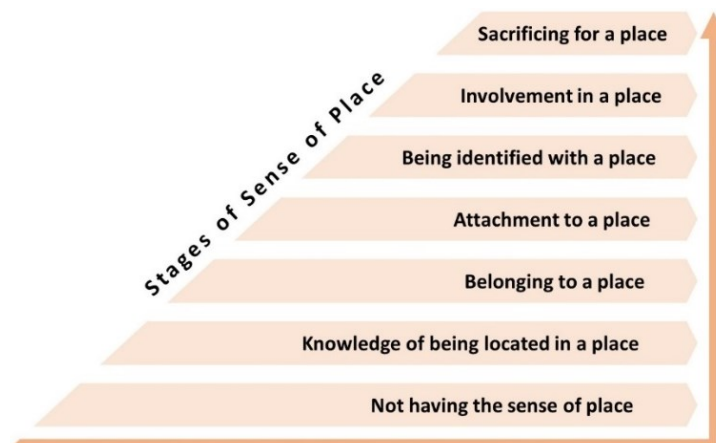 Stages of Sense of Place
Sacrificing for a place
Involvement in a place
Being identified with a place
Attachment to a place
Belonging to a place
Knowledge of being located in a place
Not having the sense of place